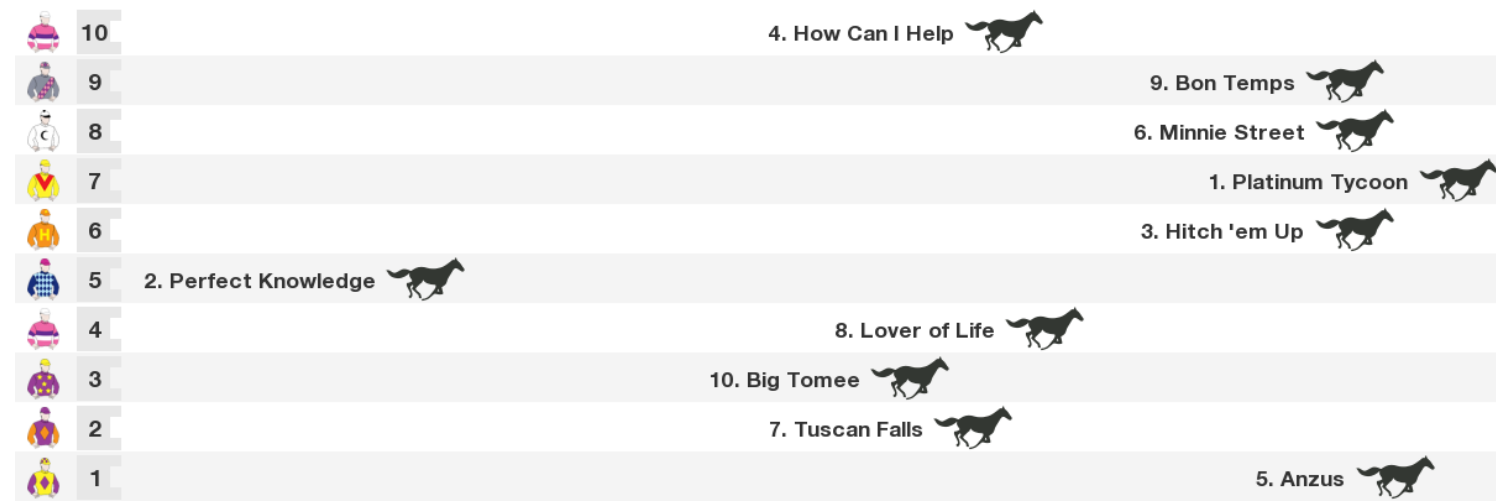 10 4. How Can I Help
9 9. Bon Temps
8 C 6. Minnie Street
7 1. Platinum Tycoon
6 H 3. Hitch 'em Up
5 2. Perfect Knowledge
4 8. Lover of Life
3 10. Big Tomee
2 7. Tuscan Falls
1 5. Anzus